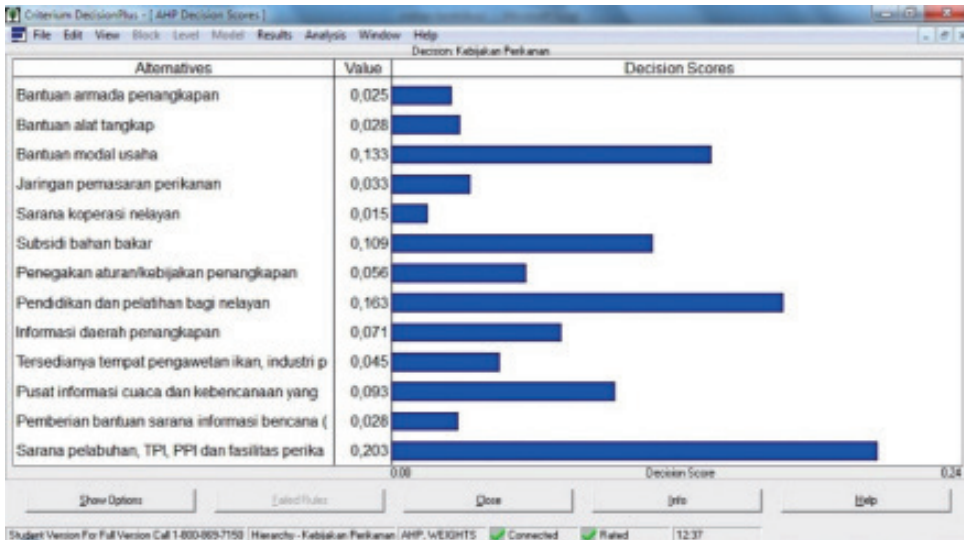 Criterium DecisionPlus - [ AHP Decision Scores ]
File Edit View Block Level Model Results Analysis Window Help
Decision: Kebijakan Perikanan
Alternatives Value Decision Scores
Bantuan armada penangkapan 0,025
Bantuan alat tangkap 0,028
Bantuan modal usaha 0,133
Jaringan pemasaran perikanan 0,033
Sarana koperasi nelayan 0,015
Subsidi bahan bakar 0,109
Penegakan aturan/kebijakan penangkapan 0,056
Pendidikan dan pelatihan bagi nelayan 0,163
Informasi daerah penangkapan 0,071
Tersedianya tempat pengawetan ikan, industri p 0,045
Pusat informasi cuaca dan kebencanaan yang 0,093
Pemberian bantuan sarana informasi bencana ( 0,028
Sarana pelabuhan, TPI, PPI dan fasilitas perika 0,203
0.00 Decision Score 0.24
Show Options Failed Rules Close Info Help
Student Version For Full Version Call 1-800-869-7150 Hierarchy - Kebijakan Perikanan AHP, WEIGHTS Connected Rated 12:37